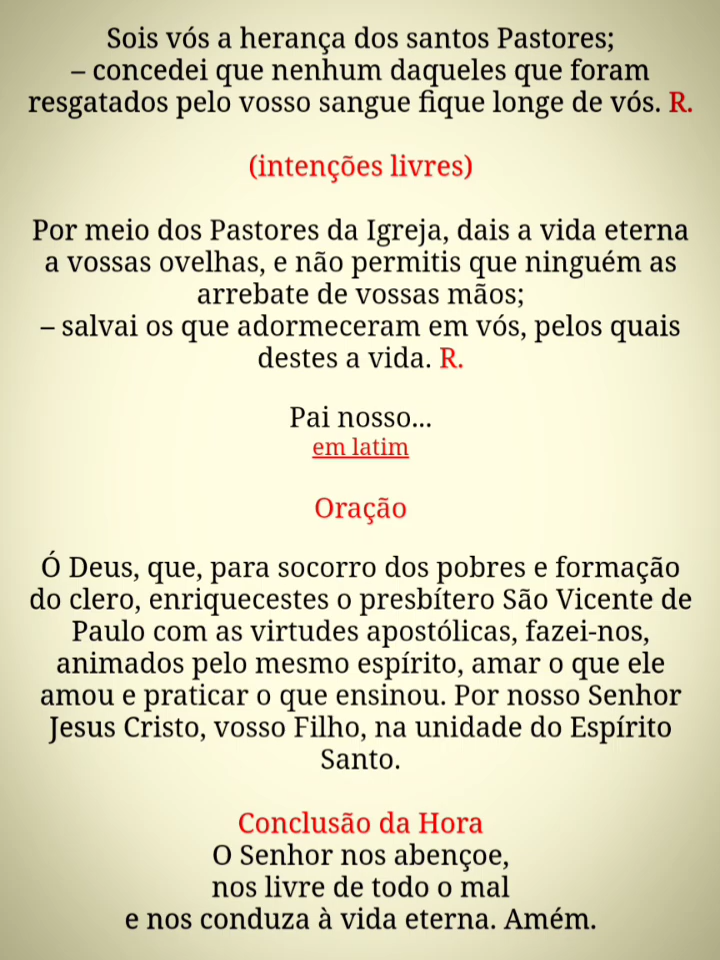 Sois vós a herança dos santos Pastores;
– concedei que nenhum daqueles que foram
resgatados pelo vosso sangue fique longe de vós. R.
(intenções livres)
Por meio dos Pastores da Igreja, dais a vida eterna
a vossas ovelhas, e não permitis que ninguém as
arrebate de vossas mãos;
– salvai os que adormeceram em vós, pelos quais
destes a vida. R.
Pai nosso...
em latim
Oração
Ó Deus, que, para socorro dos pobres e formação
do clero, enriquecestes o presbítero São Vicente de
Paulo com as virtudes apostólicas, fazei-nos,
animados pelo mesmo espírito, amar o que ele
amou e praticar o que ensinou. Por nosso Senhor
Jesus Cristo, vosso Filho, na unidade do Espírito
Santo.
Conclusão da Hora
O Senhor nos abençoe,
nos livre de todo o mal
e nos conduza à vida eterna. Amém.